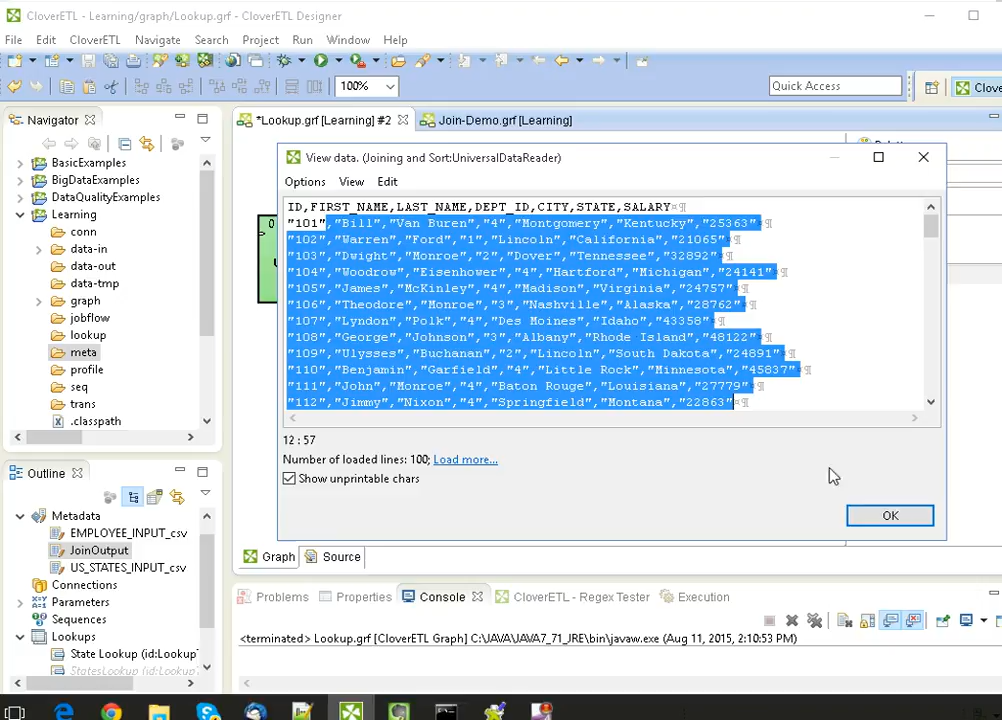 CloverETL - Learning/graph/Lookup.grf - CloverETL Designer
File Edit CloverETL Navigate Search Project Run Window Help
100%
Quick Access
Clove
Navigator
*Lookup.grf [Learning] #2
Join-Demo.grf [Learning]
BasicExamples
BigDataExamples
DataQualityExamples
Learning
conn
data-in
data-out
data-tmp
graph
jobflow
lookup
meta
profile
seq
trans
.classpath
0
View data. (Joining and Sort:UniversalDataReader)
Options View Edit
ID,FIRST_NAME,LAST_NAME,DEPT_ID,CITY,STATE,SALARY¤¶
"101","Bill","Van Buren","4","Montgomery","Kentucky","25363"¤¶
"102","Warren","Ford","1","Lincoln","California","21065"¤¶
"103","Dwight","Monroe","2","Dover","Tennessee","32892"¤¶
"104","Woodrow","Eisenhower","4","Hartford","Michigan","24141"¤¶
"105","James","McKinley","4","Madison","Virginia","24757"¤¶
"106","Theodore","Monroe","3","Nashville","Alaska","28762"¤¶
"107","Lyndon","Polk","4","Des Moines","Idaho","43358"¤¶
"108","George","Johnson","3","Albany","Rhode Island","48122"¤¶
"109","Ulysses","Buchanan","2","Lincoln","South Dakota","24891"¤¶
"110","Benjamin","Garfield","4","Little Rock","Minnesota","45837"¤¶
"111","John","Monroe","4","Baton Rouge","Louisiana","27779"¤¶
"112","Jimmy","Nixon","4","Springfield","Montana","22863"¤¶
12 : 57
Number of loaded lines: 100; Load more...
Show unprintable chars
OK
Outline
Metadata
EMPLOYEE_INPUT_csv
JoinOutput
US_STATES_INPUT_csv
Connections
Parameters
Sequences
Lookups
State Lookup (id:Lookup
StatesLookup (id:Lookup
Graph
Source
Problems
Properties
Console
CloverETL - Regex Tester
Execution
<terminated> Lookup.grf [CloverETL Graph] C:\JAVA\JAVA7_71_JRE\bin\javaw.exe (Aug 11, 2015, 2:10:53 PM)